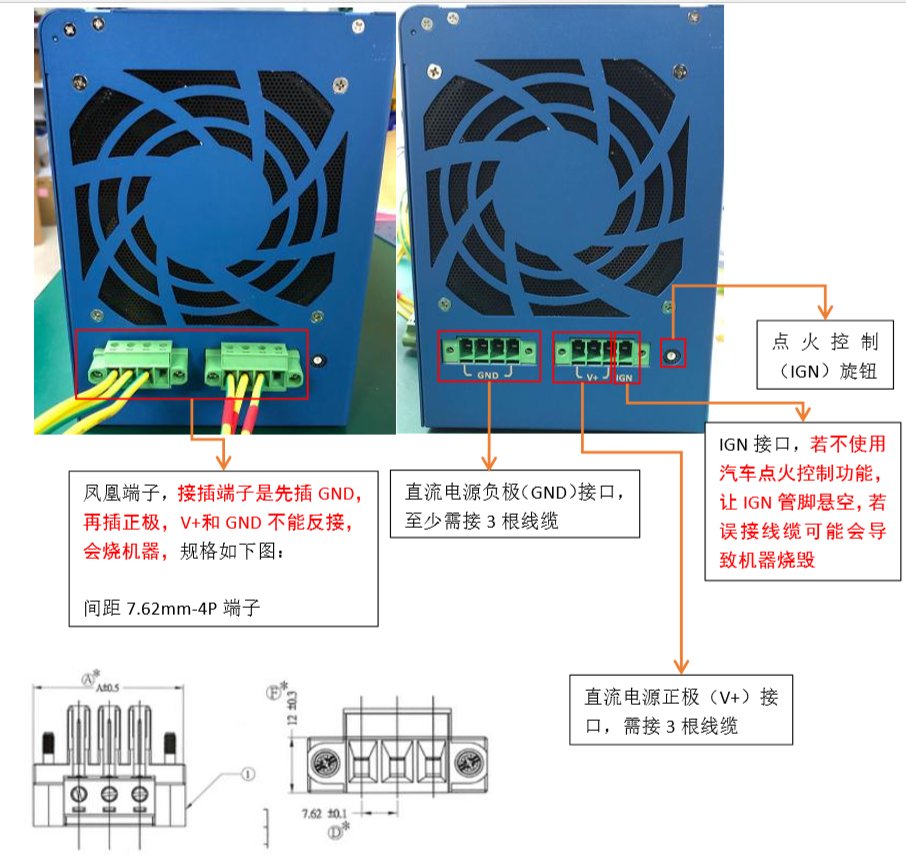 GND
V+
IGN
点火控制
（IGN）旋钮
IGN 接口，若不使用
汽车点火控制功能，
让 IGN 管脚悬空，若
误接线缆可能会导
致机器烧毁
凤凰端子，接插端子是先插 GND，
再插正极，V+和 GND 不能反接，
会烧机器，规格如下图：
间距 7.62mm-4P 端子
直流电源负极（GND）接口，
至少需接 3 根线缆
直流电源正极（V+）接
口，需接 3 根线缆
Ⓐ*
A±0.5
①
Ⓕ*
12 ±0.3
7.62 ±0.1
Ⓓ*